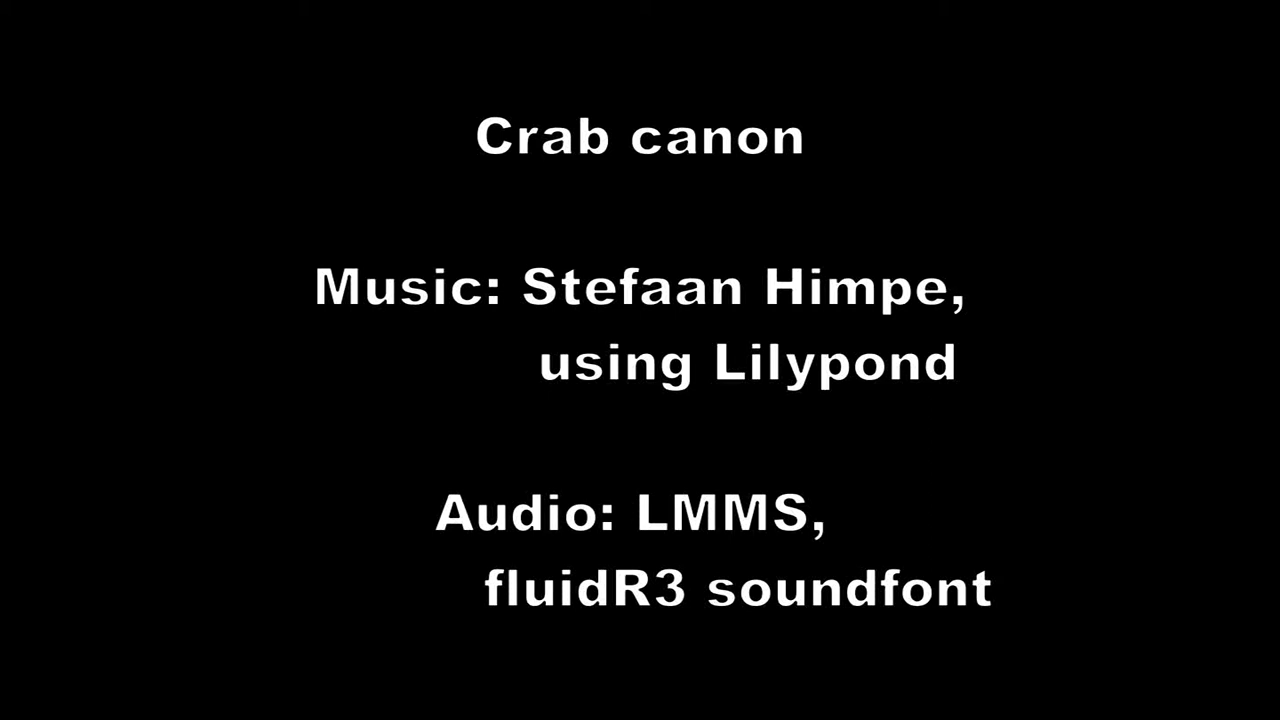 Crab canon
Music: Stefaan Himpe,
using Lilypond
Audio: LMMS,
fluidR3 soundfont